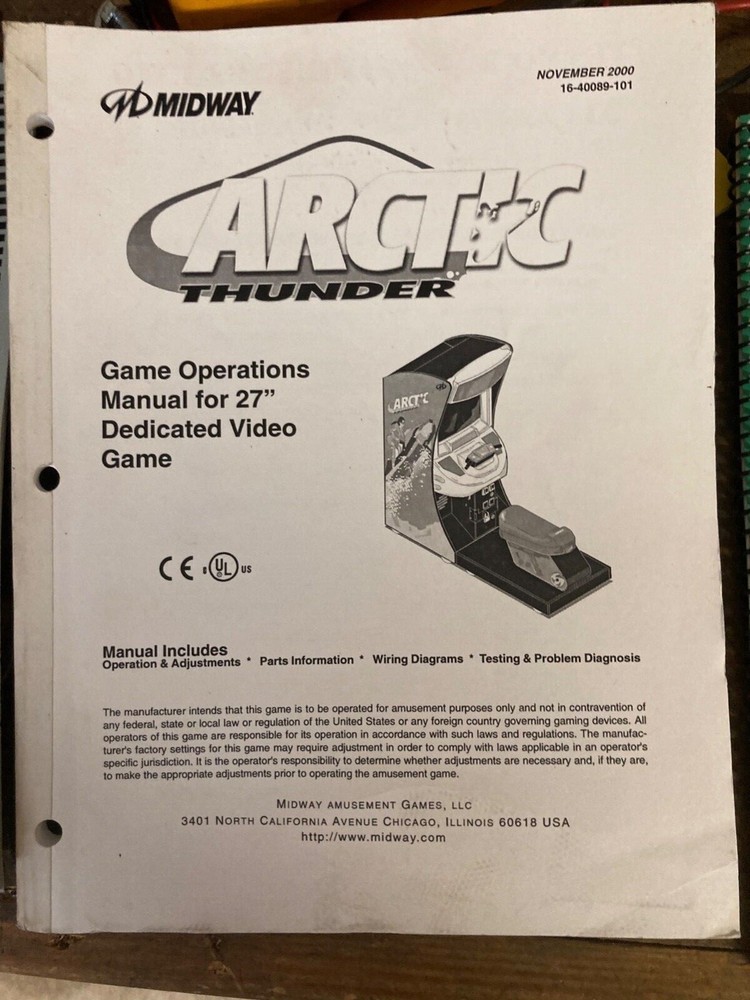 MIDWAY
NOVEMBER 2000
16-40089-101
ARCTIC
THUNDER
Game Operations
Manual for 27”
Dedicated Video
Game
ARCTIC
CE UL US
Manual Includes
Operation & Adjustments * Parts Information * Wiring Diagrams * Testing & Problem Diagnosis
The manufacturer intends that this game is to be operated for amusement purposes only and not in contravention of
any federal, state or local law or regulation of the United States or any foreign country governing gaming devices. All
operators of this game are responsible for its operation in accordance with such laws and regulations. The manufac-
turer's factory settings for this game may require adjustment in order to comply with laws applicable in an operator's
specific jurisdiction. It is the operator's responsibility to determine whether adjustments are necessary and, if they are,
to make the appropriate adjustments prior to operating the amusement game.
MIDWAY AMUSEMENT GAMES, LLC
3401 NORTH CALIFORNIA AVENUE CHICAGO, ILLINOIS 60618 USA
http://www.midway.com